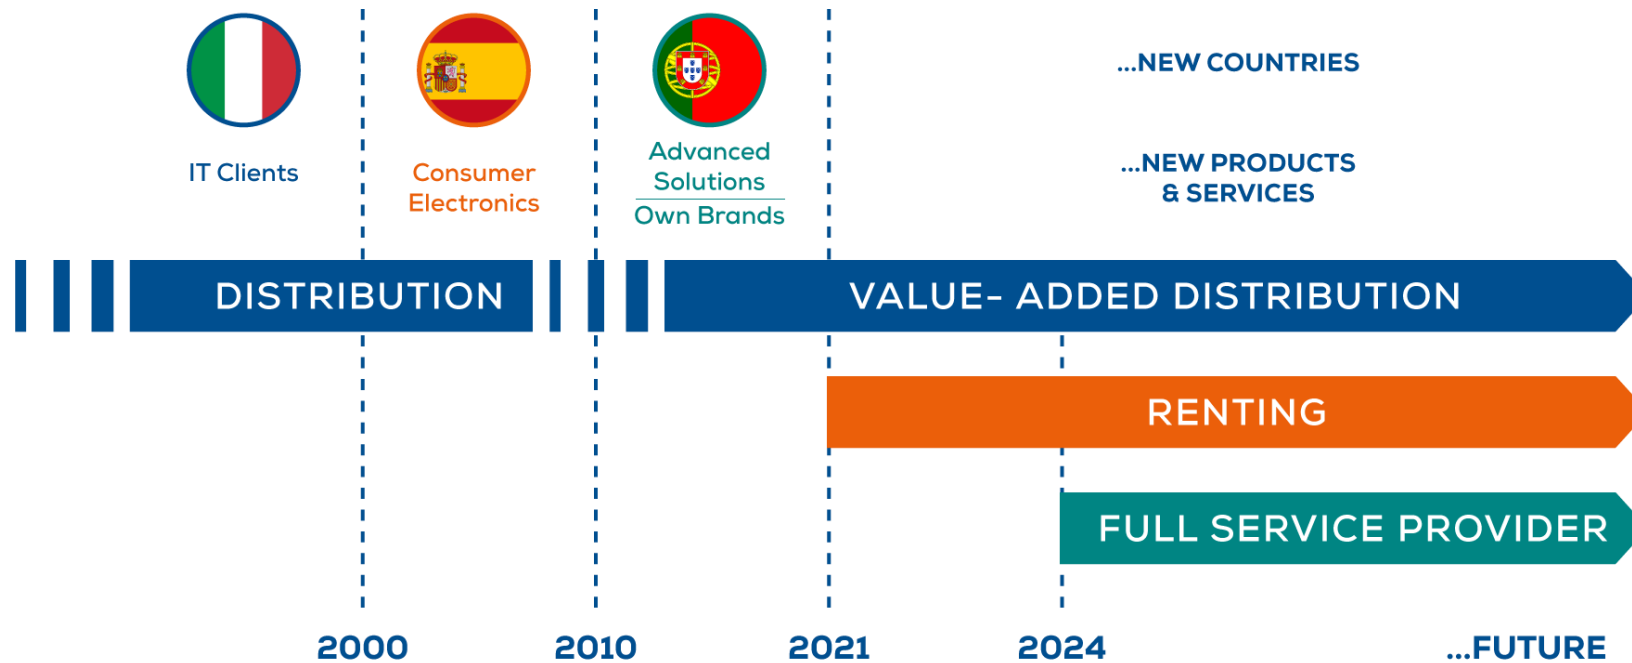 ...NEW COUNTRIES
IT Clients
Consumer
Electronics
Advanced
Solutions
Own Brands
...NEW PRODUCTS
& SERVICES
DISTRIBUTION
VALUE- ADDED DISTRIBUTION
RENTING
FULL SERVICE PROVIDER
2000
2010
2021
2024
...FUTURE